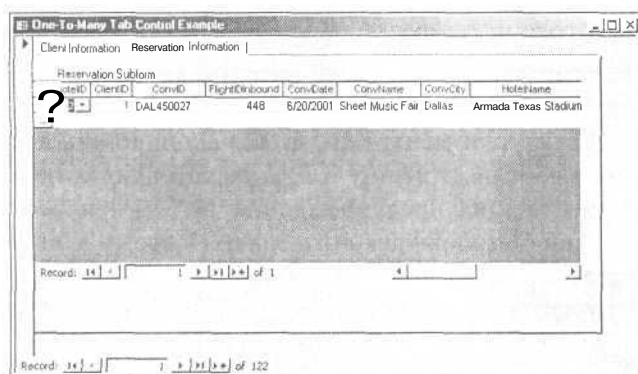 One-To-Many Tab Control Example
Client Information Reservation Information
Reservation Subform
otelID ClientID ConvID FlightIDInbound ConvDate ConvName ConvCity HotelName
? 1 DAL450027 448 6/20/2001 Sheet Music Fair Dallas Armada Texas Stadium
Record: 1 of 1
Record: 1 of 122